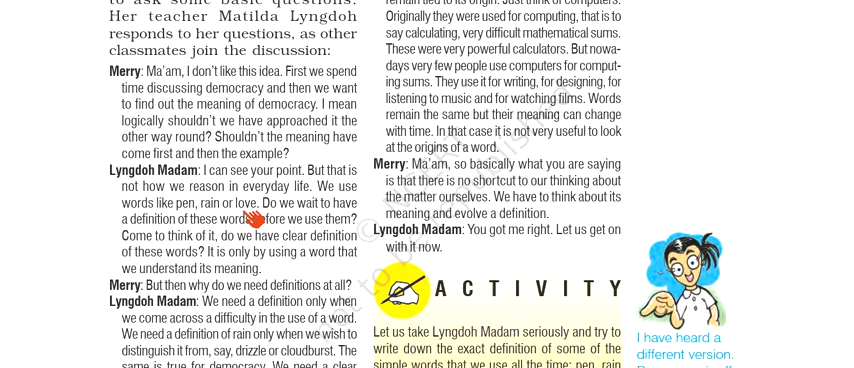 to ask some basic questions.
Her teacher Matilda Lyngdoh
responds to her questions, as other
classmates join the discussion:
Merry: Ma'am, I don't like this idea. First we spend
time discussing democracy and then we want
to find out the meaning of democracy. I mean
logically shouldn't we have approached it the
other way round? Shouldn't the meaning have
come first and then the example?
Lyngdoh Madam: I can see your point. But that is
not how we reason in everyday life. We use
words like pen, rain or love. Do we wait to have
a definition of these words before we use them?
Come to think of it, do we have clear definition
of these words? It is only by using a word that
we understand its meaning.
Merry: But then why do we need definitions at all?
Lyngdoh Madam: We need a definition only when
we come across a difficulty in the use of a word.
We need a definition of rain only when we wish to
distinguish it from, say, drizzle or cloudburst. The
same is true for democracy. We need a clear
remain tied to its origin. Just think of computers.
Originally they were used for computing, that is to
say calculating, very difficult mathematical sums.
These were very powerful calculators. But nowa-
days very few people use computers for comput-
ing sums. They use it for writing, for designing, for
listening to music and for watching films. Words
remain the same but their meaning can change
with time. In that case it is not very useful to look
at the origins of a word.
Merry: Ma'am, so basically what you are saying
is that there is no shortcut to our thinking about
the matter ourselves. We have to think about its
meaning and evolve a definition.
Lyngdoh Madam: You got me right. Let us get on
with it now.
ACTIVITY
Let us take Lyngdoh Madam seriously and try to
write down the exact definition of some of the
simple words that we use all the time: pen, rain
I have heard a
different version.
© NCERT
not to be republished